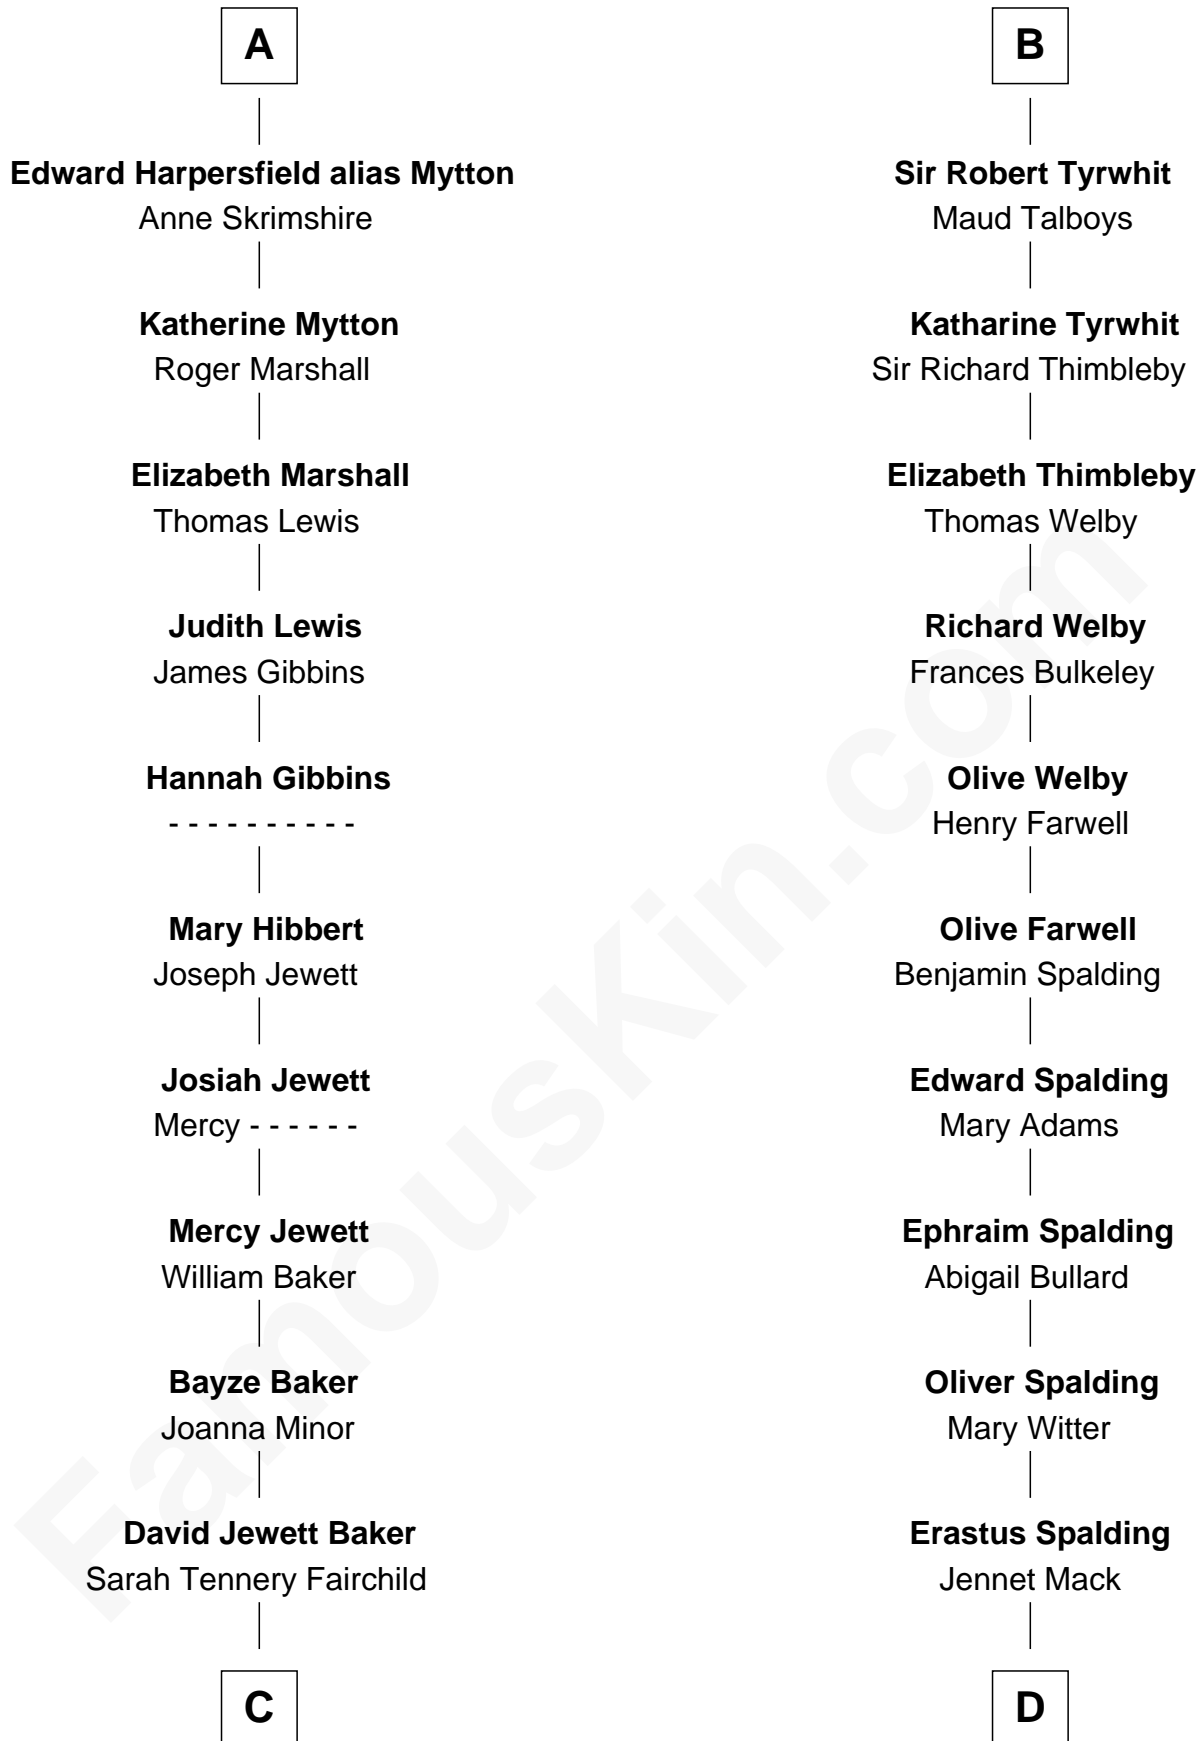 A
Edward Harpersfield alias Mytton
Anne Skrimshire
Katherine Mytton
Roger Marshall
Elizabeth Marshall
Thomas Lewis
Judith Lewis
James Gibbins
Hannah Gibbins
- - - - - - - - - -
Mary Hibbert
Joseph Jewett
Josiah Jewett
Mercy - - - - - -
Mercy Jewett
William Baker
Bayze Baker
Joanna Minor
David Jewett Baker
Sarah Tennery Fairchild
C
B
Sir Robert Tyrwhit
Maud Talboys
Katharine Tyrwhit
Sir Richard Thimbleby
Elizabeth Thimbleby
Thomas Welby
Richard Welby
Frances Bulkeley
Olive Welby
Henry Farwell
Olive Farwell
Benjamin Spalding
Edward Spalding
Mary Adams
Ephraim Spalding
Abigail Bullard
Oliver Spalding
Mary Witter
Erastus Spalding
Jennet Mack
D
FamousKin.com